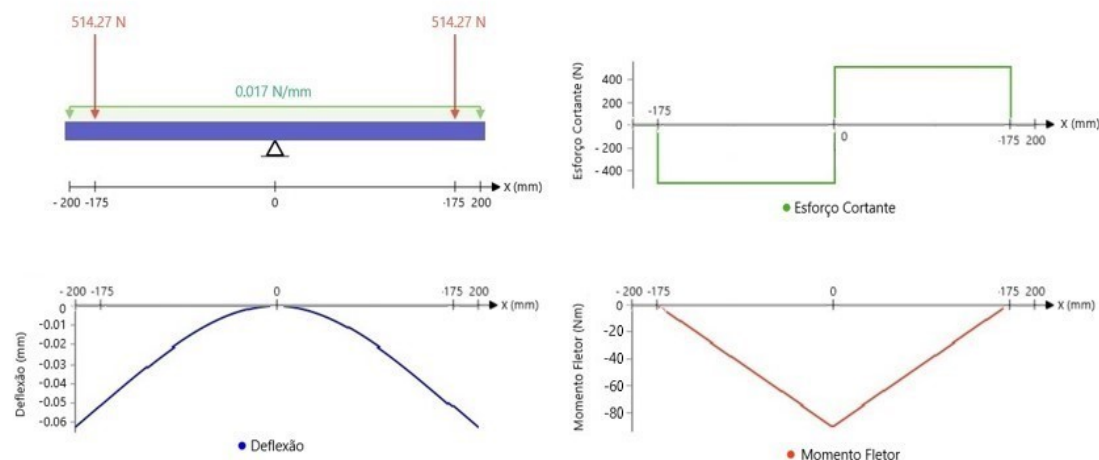 514.27 N
514.27 N
0.017 N/mm
X (mm)
- 200 -175
0
·175 200
Esforço Cortante (N)
400
200
0
- 200
- 400
-175
0
·175 200
X (mm)
Esforço Cortante
Deflexão (mm)
- 200 -175
0
·175 200
X (mm)
0
-0.01
-0.02
-0.03
-0.04
-0.05
-0.06
Deflexão
Momento Fletor (Nm)
- 200 -175
0
·175 200
X (mm)
0
-20
-40
-60
-80
Momento Fletor